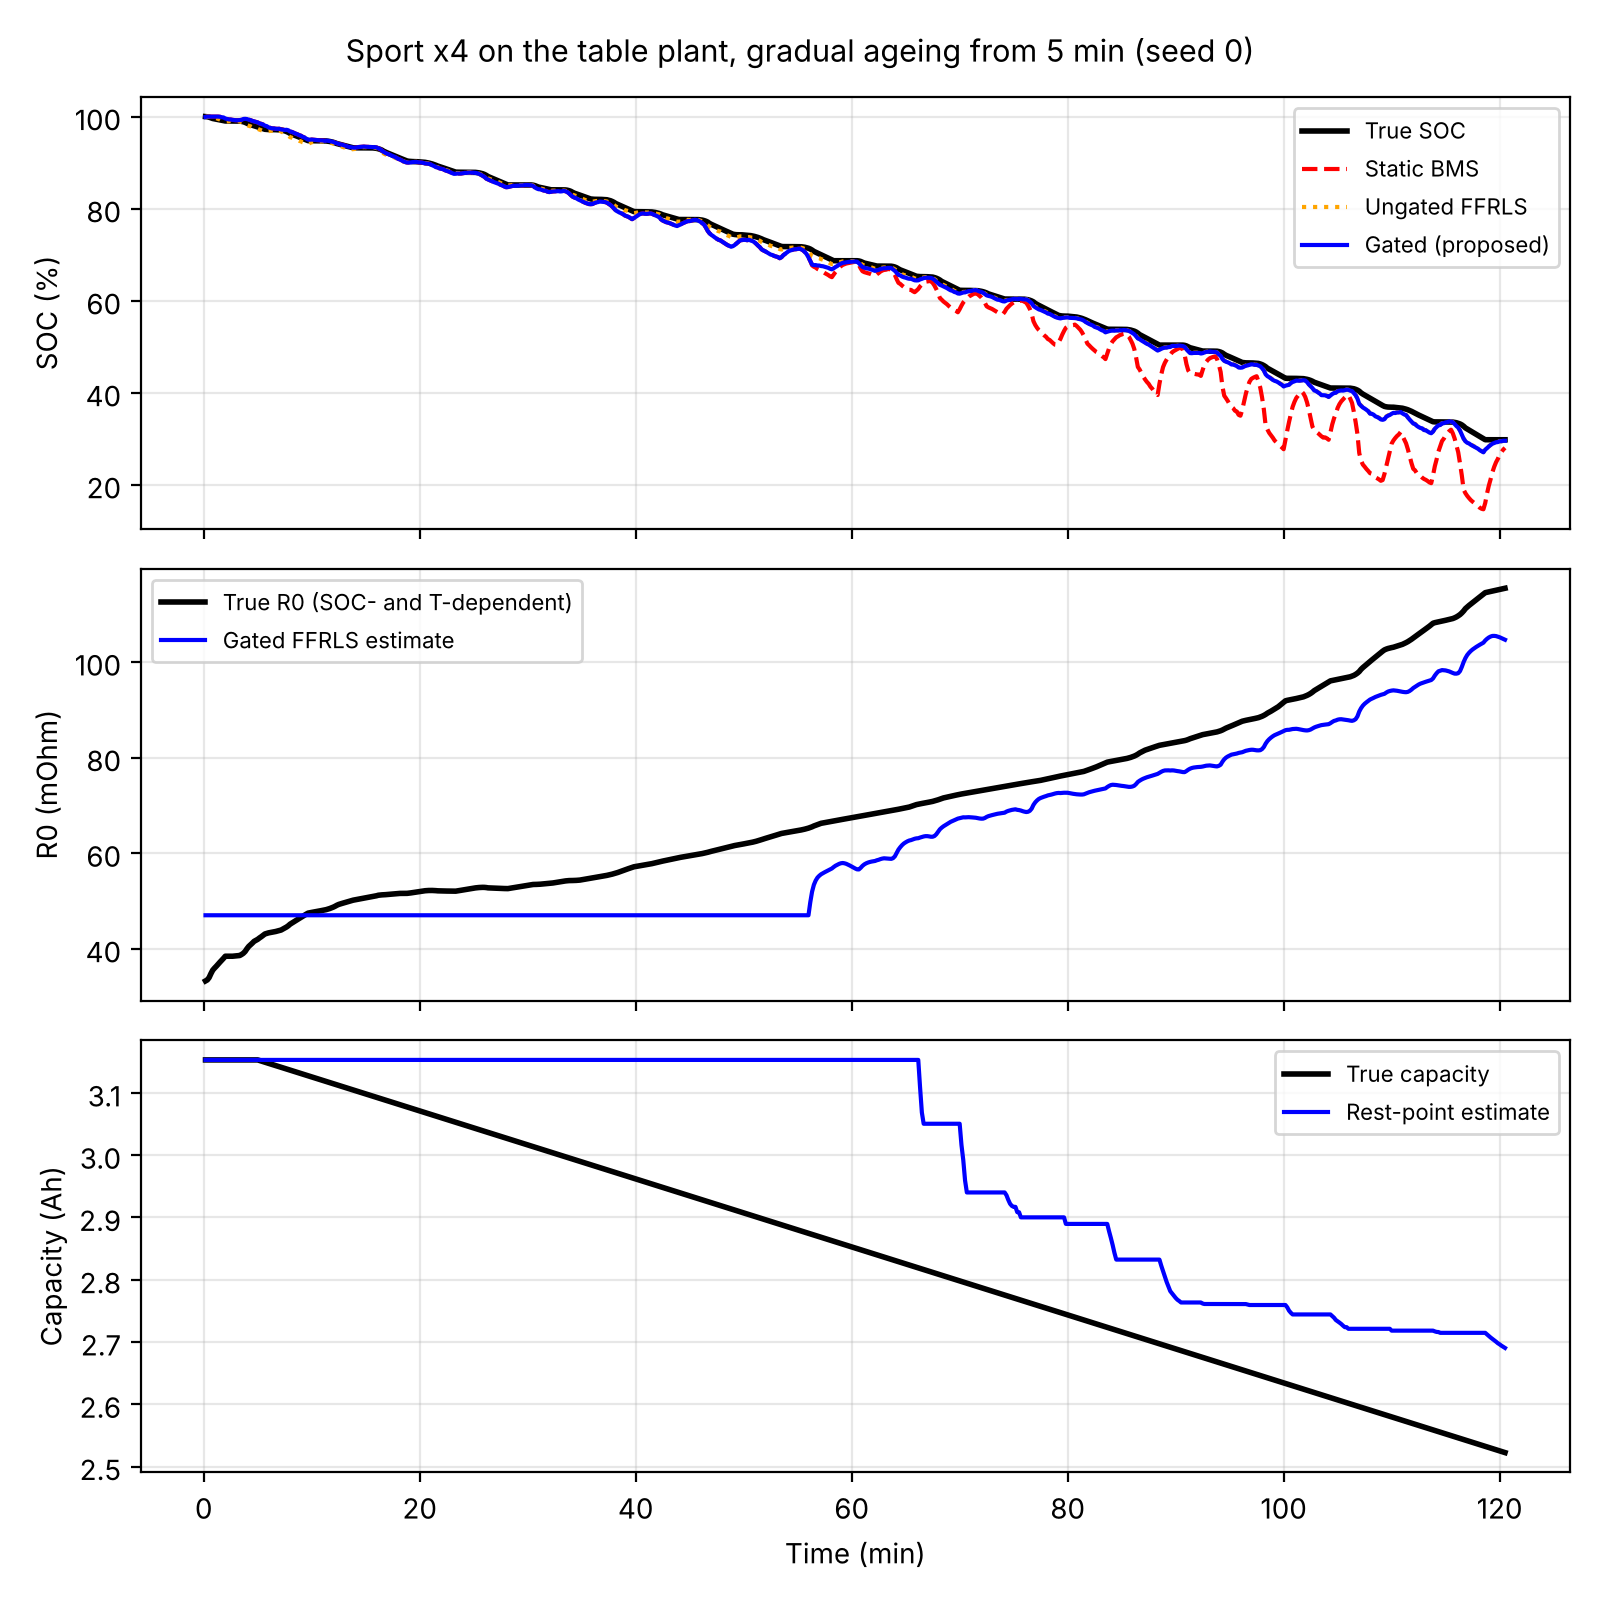 Sport x4 on the table plant, gradual ageing from 5 min (seed 0)
SOC (%)
100
80
60
40
20
True SOC
Static BMS
Ungated FFRLS
Gated (proposed)
R0 (mOhm)
100
80
60
40
True R0 (SOC- and T-dependent)
Gated FFRLS estimate
Capacity (Ah)
3.1
3.0
2.9
2.8
2.7
2.6
2.5
True capacity
Rest-point estimate
0 20 40 60 80 100 120
Time (min)